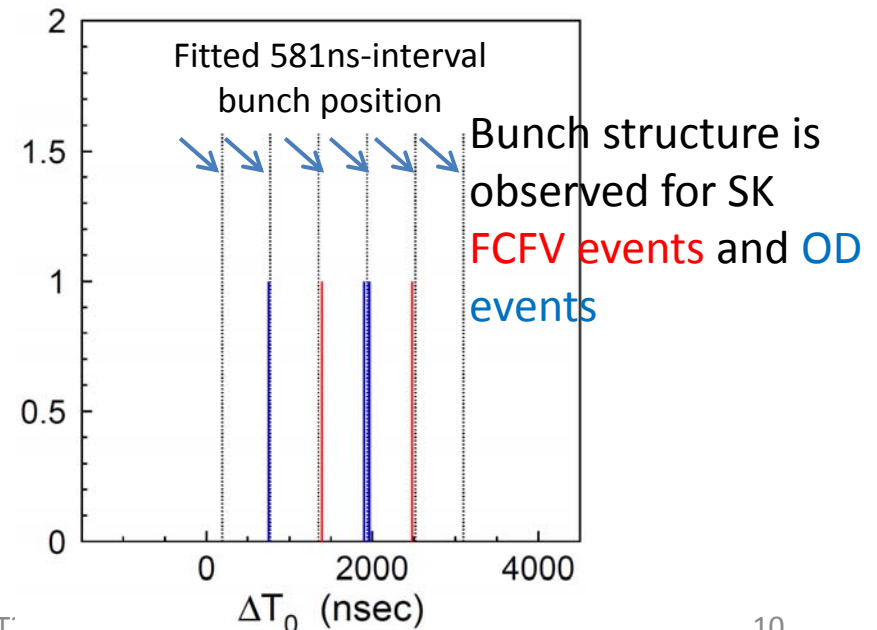 2
Fitted 581ns-interval
bunch position
Bunch structure is
observed for SK
FCFV events and OD
events
1.5
1
0.5
0
0 2000 4000
ΔT0 (nsec)
10